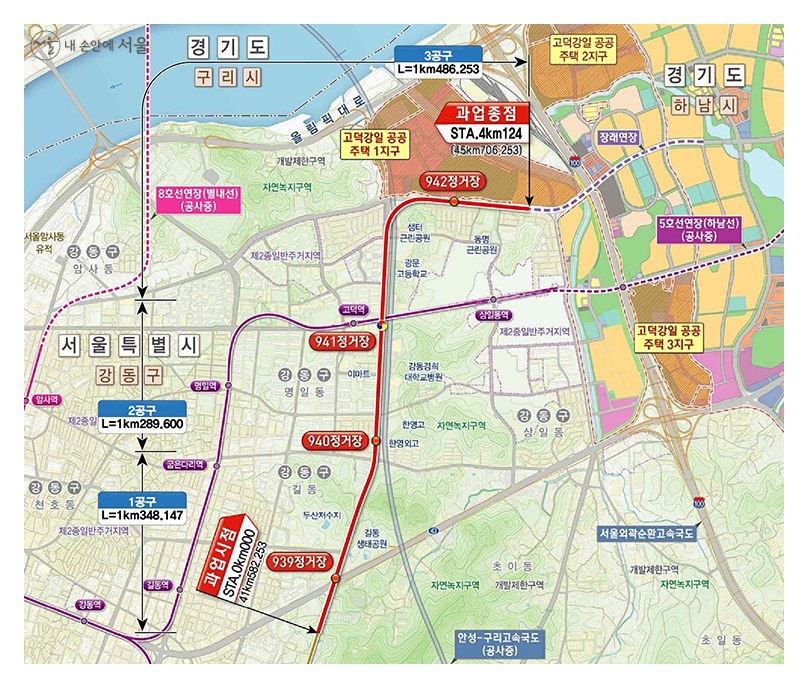 내 손안에 서울
경기도
구리시
3공구
L=1km486.253
고덕강일 공공
주택 2지구
경기도
하남시
올림픽대로
고덕강일 공공
주택 1지구
과업종점
STA.4km124
(45km706.253)
장래연장
100
개발제한구역
8호선연장(별내선)
(공사중)
자연녹지구역
942정거장
5호선연장(하남선)
(공사중)
서울암사동
유적
강동구
암사동
제2종일반주거지역
샘터
근린공원
동명
근린공원
광문
고등학교
고덕역
상일동역
제2종일반주거지역
941정거장
서울특별시
강동구
고덕강일 공공
주택 3지구
강동구
명일동
이마트
강동경희
대학교병원
명일역
암사역
2공구
L=1km289.600
제2종일
한영고
자연녹지구역
강동구
상일동
940정거장
한영외고
굽은다리역
강동구
천호동
강동구
길동
1공구
L=1km348.147
제2종일반주거지역
두산저수지
길동
생태공원
43
100
서울외곽순환고속국도
과업시점
STA.0km000
41km582.253
939정거장
초이동
개발제한구역
자연녹지구역
길동역
자연녹지구역
개발제한구역
강동역
안성-구리고속국도
(공사중)
초일동